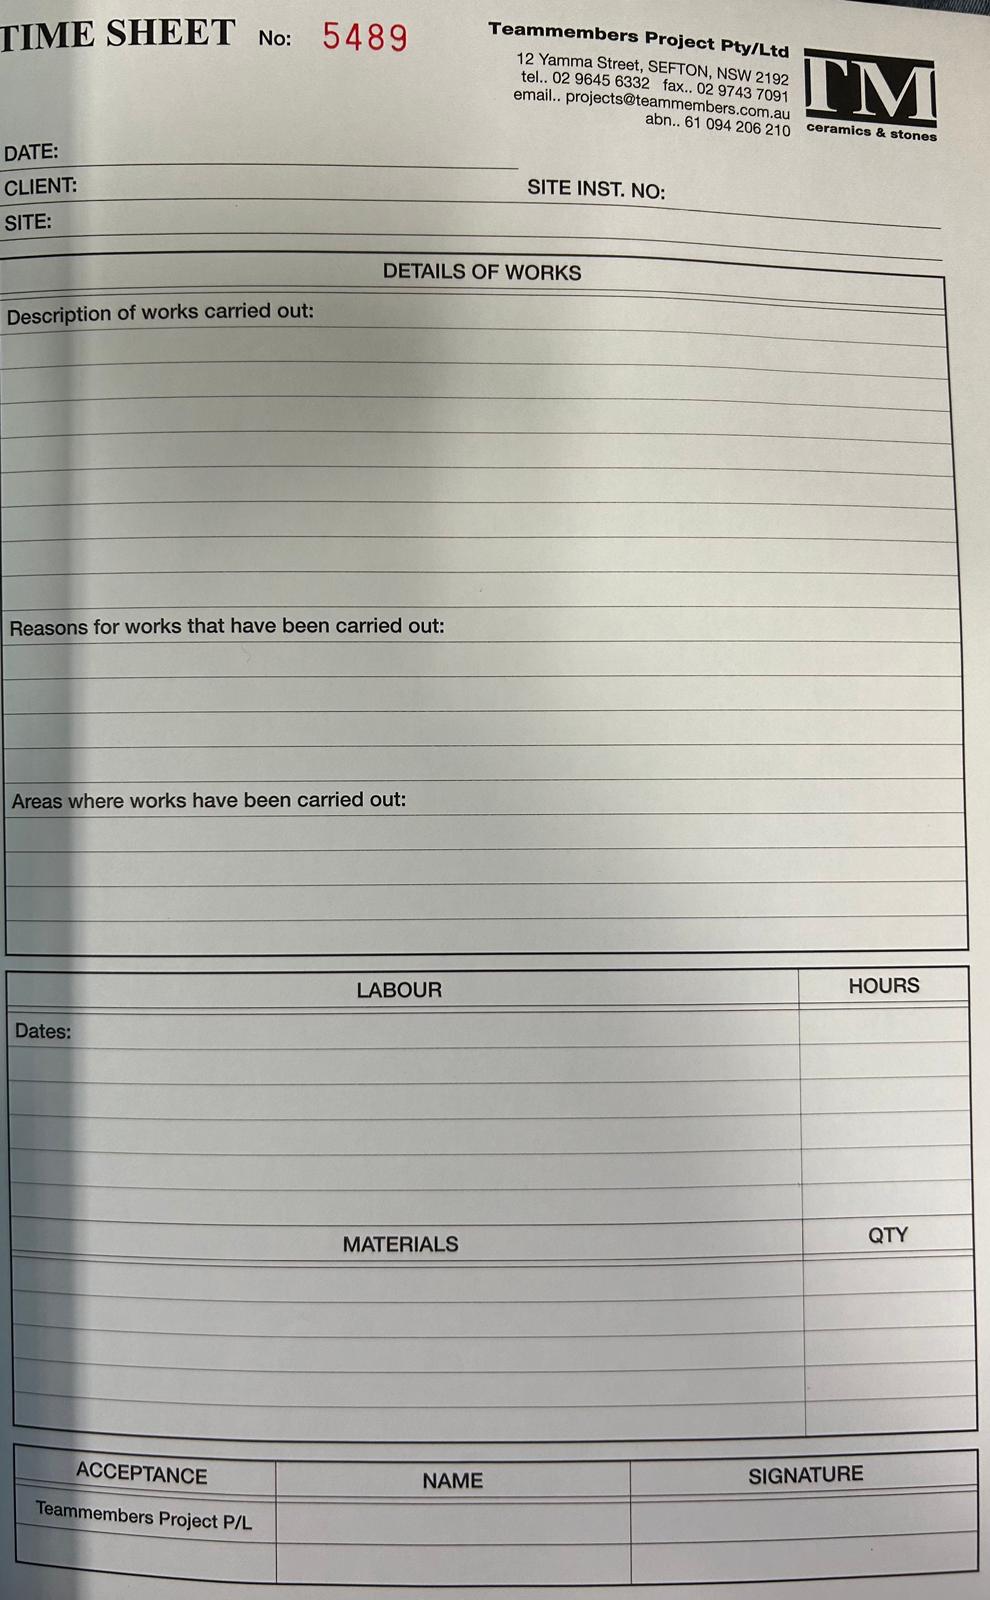 TIME SHEET No: 5489
Teammembers Project Pty/Ltd
12 Yamma Street, SEFTON, NSW 2192
tel.. 02 9645 6332 fax.. 02 9743 7091
email.. projects@teammembers.com.au
abn.. 61 094 206 210
TM
ceramics & stones
DATE:
CLIENT:
SITE INST. NO:
SITE:
DETAILS OF WORKS
Description of works carried out:
Reasons for works that have been carried out:
Areas where works have been carried out:
LABOUR HOURS
Dates:
MATERIALS QTY
ACCEPTANCE NAME SIGNATURE
Teammembers Project P/L